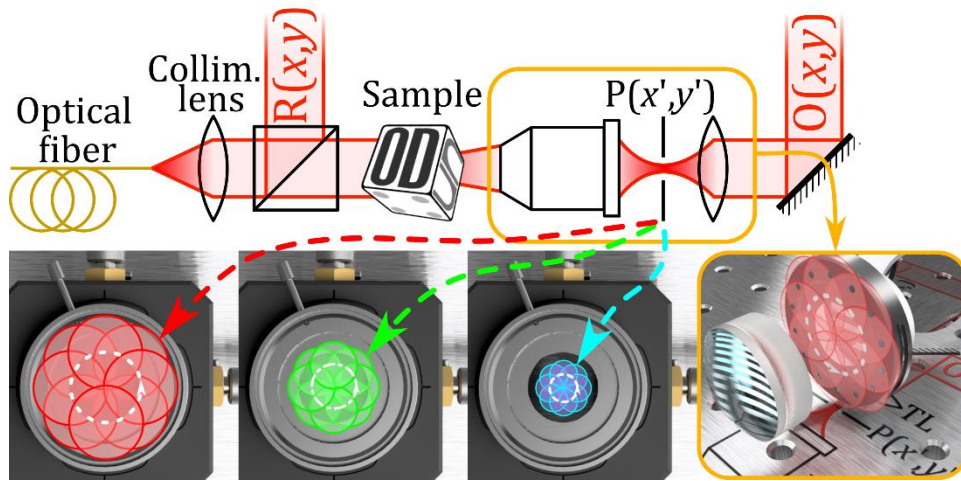 Optical
fiber
Collim.
lens
R(x,y)
Sample
OD
P(x',y')
O(x,y)
TL
P(x',y')